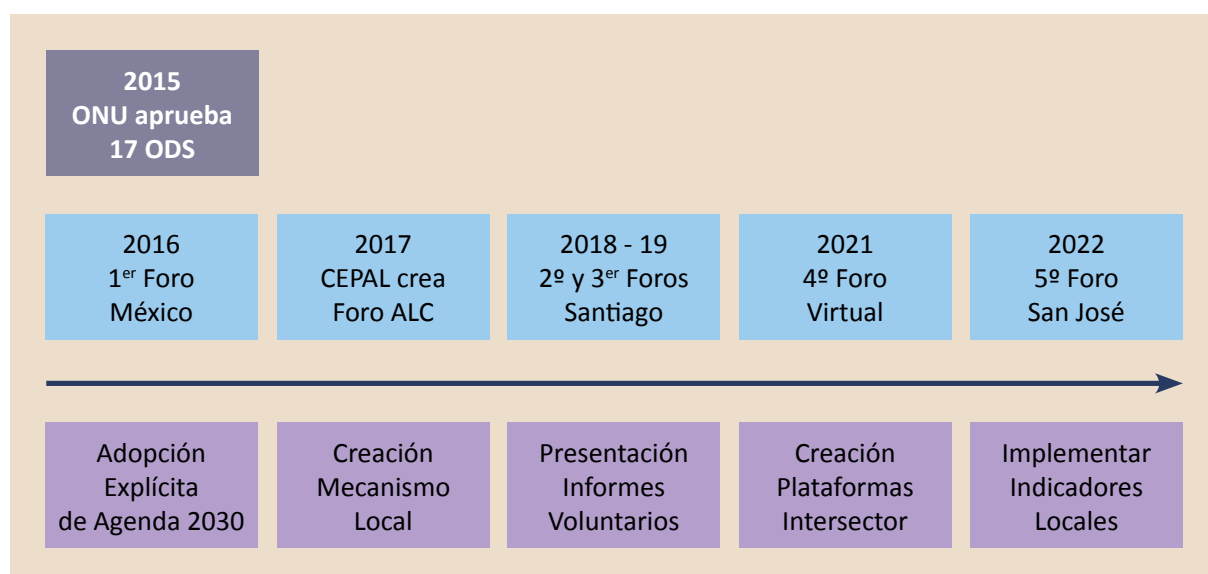 2015
ONU aprueba
17 ODS
2016
1er Foro
México
2017
CEPAL crea
Foro ALC
2018 - 19
2º y 3er Foros
Santiago
2021
4º Foro
Virtual
2022
5º Foro
San José
Adopción
Explícita
de Agenda 2030
Creación
Mecanismo
Local
Presentación
Informes
Voluntarios
Creación
Plataformas
Intersector
Implementar
Indicadores
Locales